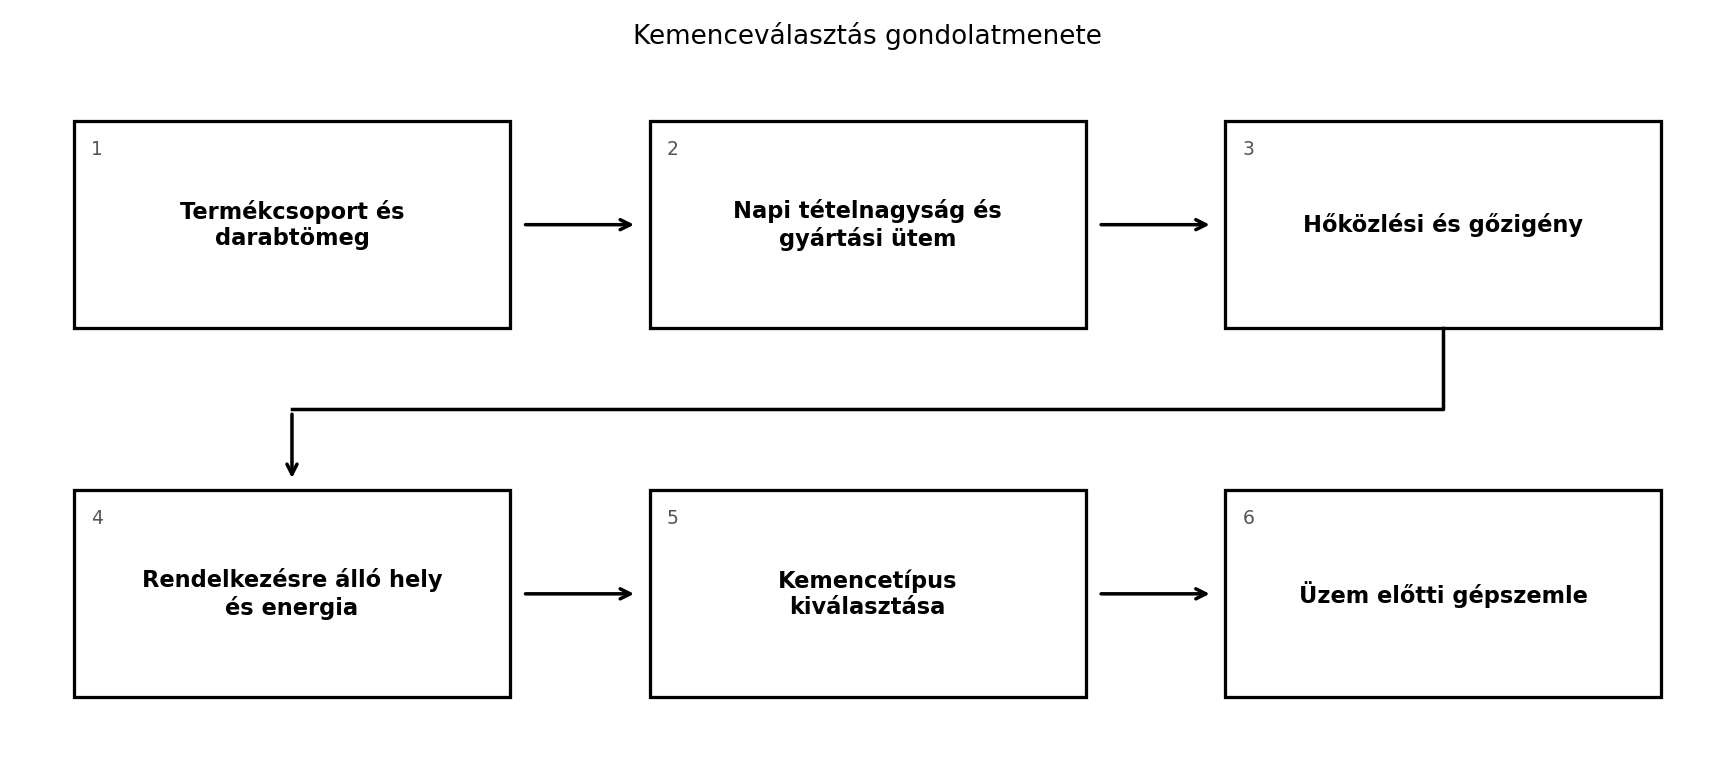 Kemenceválasztás gondolatmenete
1
Termékcsoport és
darabtömeg
2
Napi tételnagyság és
gyártási ütem
3
Hőközlési és gőzigény
4
Rendelkezésre álló hely
és energia
5
Kemencetípus
kiválasztása
6
Üzem előtti gépszemle